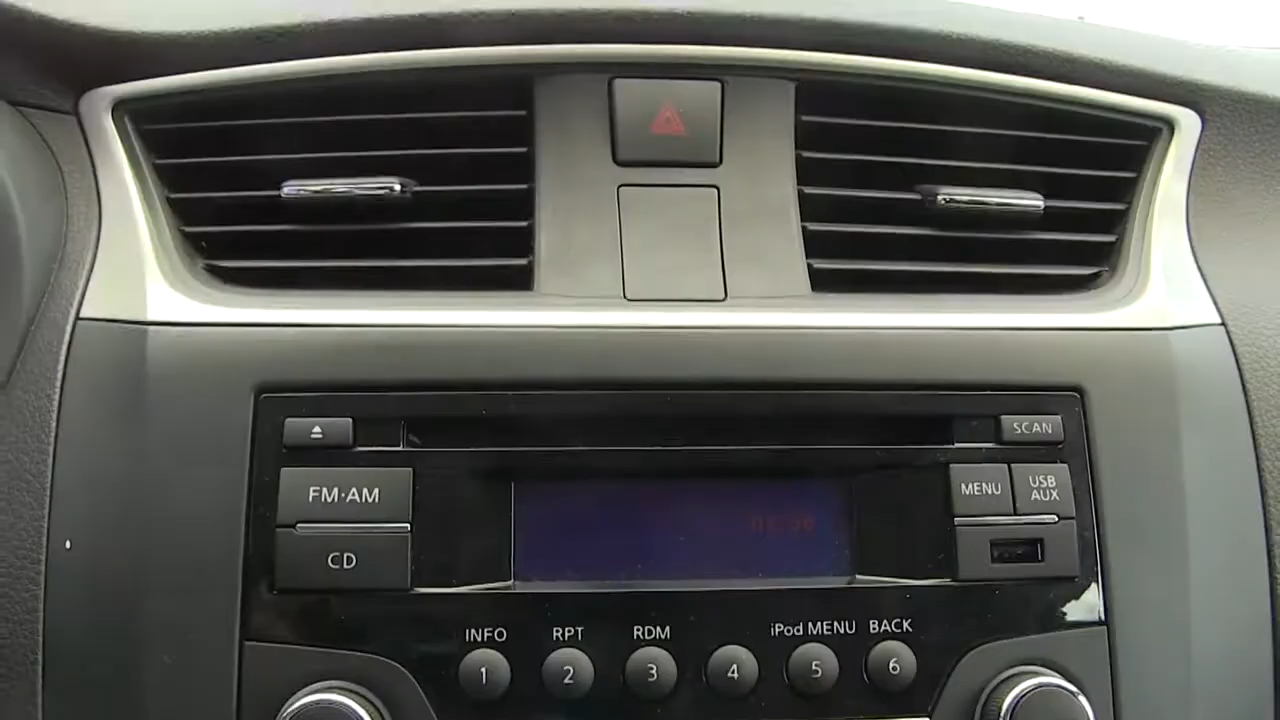 SCAN
FM·AM
MENU
USB
AUX
CD
INFO
RPT
RDM
iPod MENU
BACK
1
2
3
4
5
6